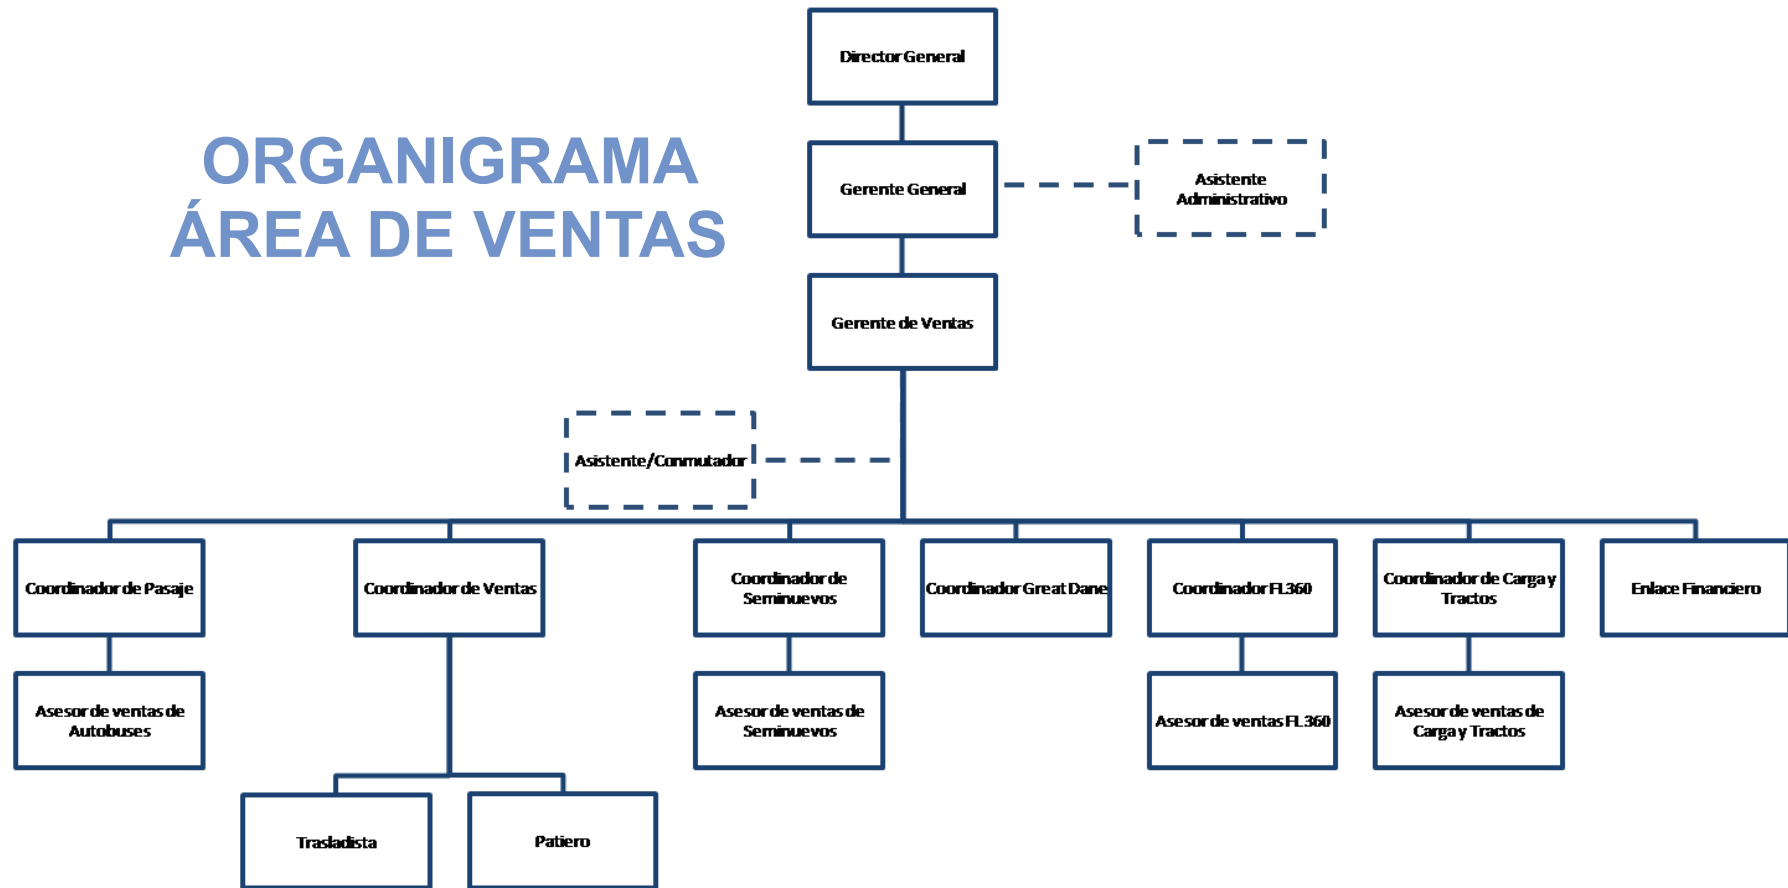 Director General
ORGANIGRAMA
ÁREA DE VENTAS
Gerente General
Asistente
Administrativo
Gerente de Ventas
Asistente/Conmutador
Coordinador de Pasaje
Coordinador de Ventas
Coordinador de
Seminuevos
Coordinador Great Dane
Coordinador FL360
Coordinador de Carga y
Tractos
Enlace Financiero
Asesor de ventas de
Autobuses
Asesor de ventas de
Seminuevos
Asesor de ventas FL360
Asesor de ventas de
Carga y Tractos
Trasladista
Patiero